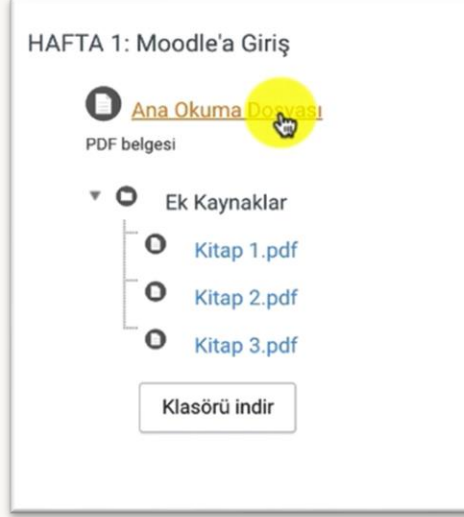 HAFTA 1: Moodle'a Giriş
Ana Okuma Dosyası
PDF belgesi
Ek Kaynaklar
Kitap 1.pdf
Kitap 2.pdf
Kitap 3.pdf
Klasörü indir